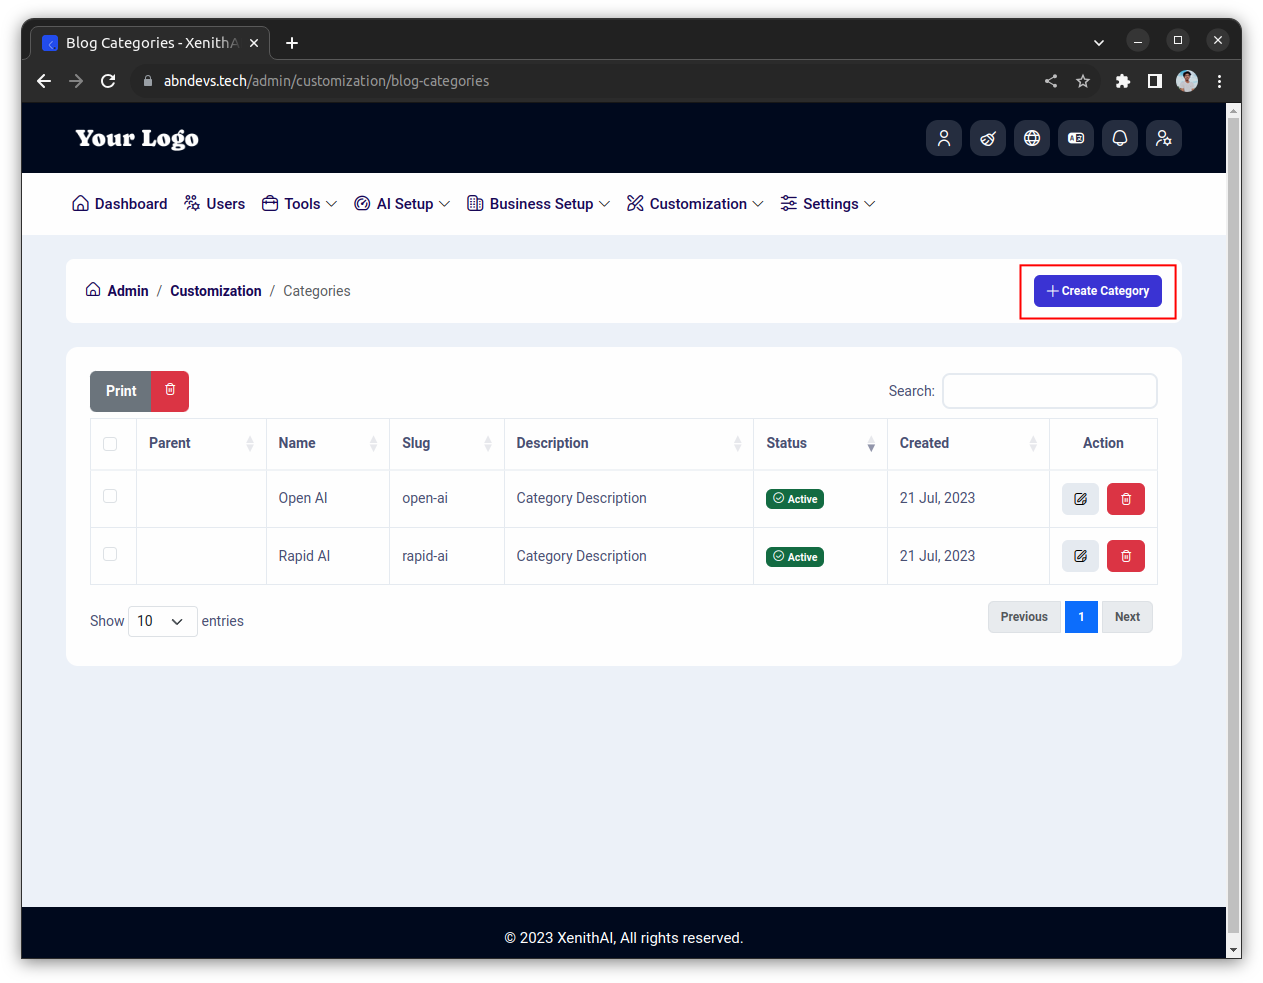 Blog Categories - XenithA
abndevs.tech/admin/customization/blog-categories
Your Logo
Dashboard Users Tools AI Setup Business Setup Customization Settings
Admin / Customization / Categories
Create Category
Print
Search:
Parent Name Slug Description Status Created Action
Open AI open-ai Category Description Active 21 Jul, 2023
Rapid AI rapid-ai Category Description Active 21 Jul, 2023
Show 10 entries
Previous 1 Next
© 2023 XenithAI, All rights reserved.